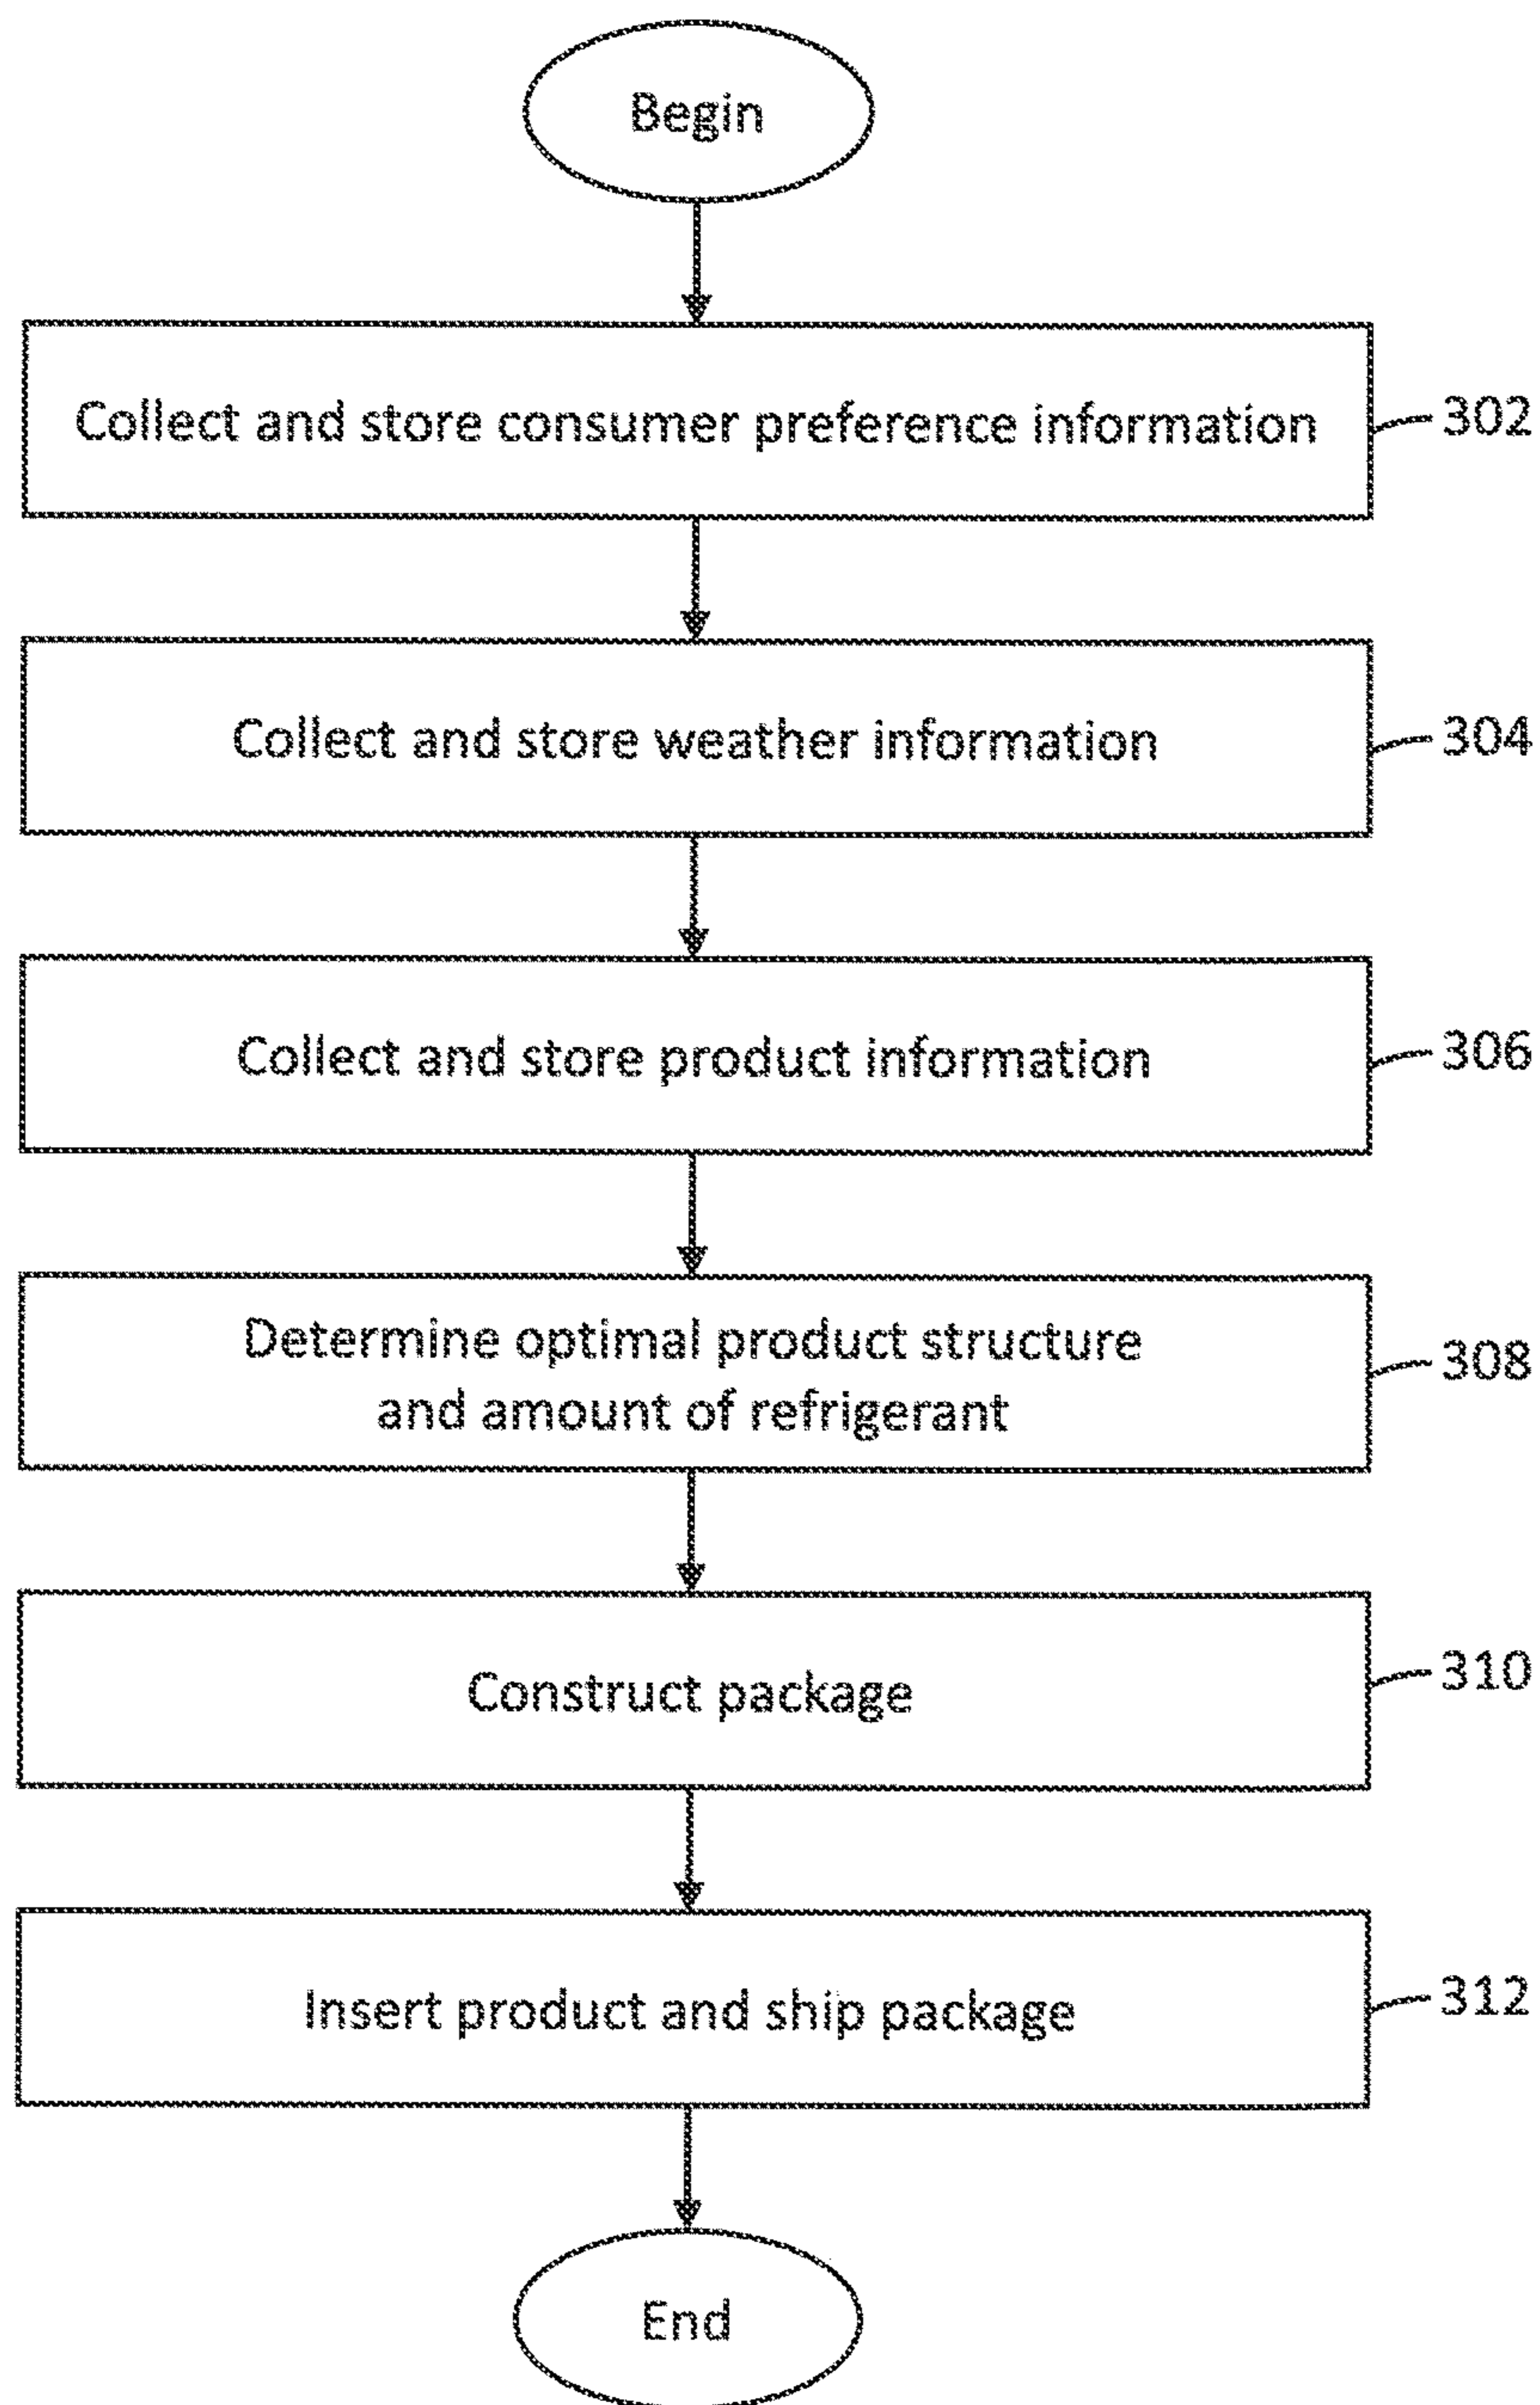 Begin
Collect and store consumer preference information
302
Collect and store weather information
304
Collect and store product information
306
Determine optimal product structure
and amount of refrigerant
308
Construct package
310
Insert product and ship package
312
End